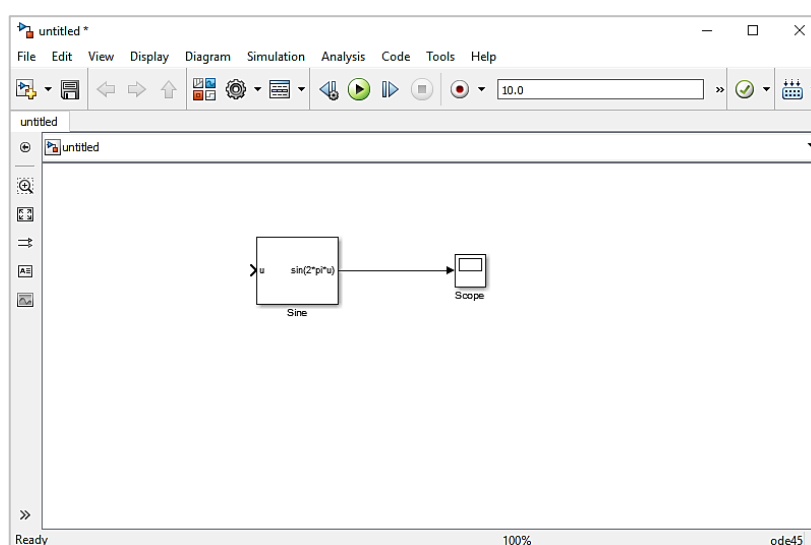 untitled *
File Edit View Display Diagram Simulation Analysis Code Tools Help
10.0
»
untitled
untitled
u sin(2*pi*u)
Sine
Scope
»
Ready 100% ode45